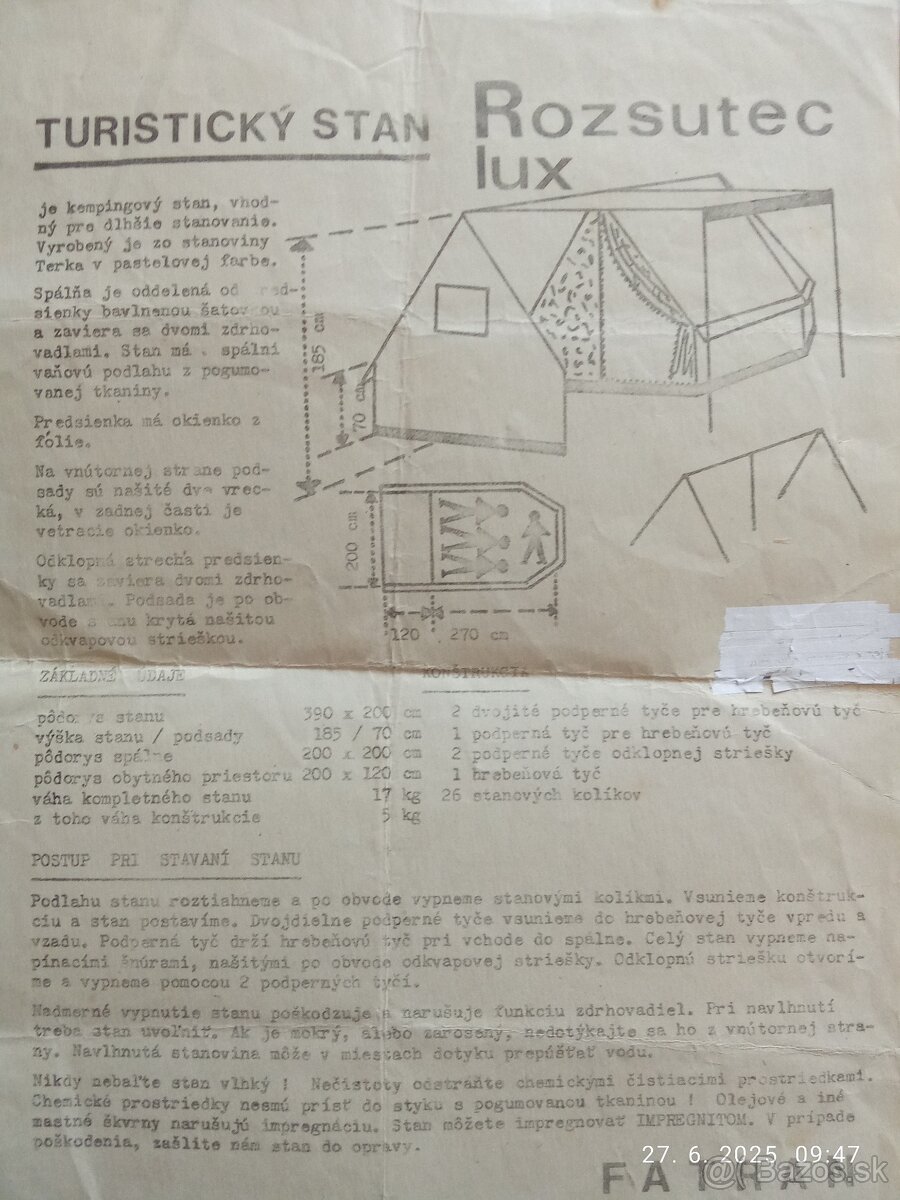 TURISTICKÝ STAN Rozsutec
lux
je kempingový stan, vhod-
ný pre dlhšie stanovanie.
Vyrobený je zo stanoviny
Terka v pastelovej farbe.
Spálňa je oddelená od red-
sienky bavlnenou šatov ou
a zaviera sa dvomi zdrho-
vadlami. Stan má spálni
vaňovú podlahu z pogumo-
vanej tkaniny.
Predsienka má okienko z
fólie.
Na vnútornej strane pod-
sady sú našité dve vrec-
ká, v zadnej časti je
vetracie okienko.
Odklopná strecha predsien-
ky sa zaviera dvomi zdrho-
vadlami. Podsada je po ob-
vode s anu krytá našitou
odkvapovou strieškou.
185 cm
70 cm
200 cm
120 270 cm
ZÁKLADNÉ ÚDAJE
pôdorys stanu 390 x 200 cm
výška stanu / podsady 185 / 70 cm
pôdorys spálne 200 x 200 cm
pôdorys obytného priestoru 200 x 120 cm
váha kompletného stanu 17 kg
z toho váha konštrukcie 5 kg
KONŠTRUKCIA
2 dvojité podperné tyče pre hrebeňovú tyč
1 podperná tyč pre hrebeňovú tyč
2 podperné tyče odklopnej striešky
1 hrebeňová tyč
26 stanových kolíkov
POSTUP PRI STAVANÍ STANU
Podlahu stanu roztiahneme a po obvode vypneme stanovými kolíkmi. Vsunieme konštruk-
ciu a stan postavíme. Dvojdielne podperné tyče vsunieme do hrebeňovej tyče vpredu a
vzadu. Podperná tyč drží hrebeňovú tyč pri vchode do spálne. Celý stan vypneme na-
pínacími šnúrami, našitými po obvode odkvapovej striešky. Odklopnú striešku otvorí-
me a vypneme pomocou 2 podperných tyčí.
Nadmerné vypnutie stanu poškodzuje a narušuje funkciu zdrhovadiel. Pri navlhnutí
treba stan uvoľniť. Ak je mokrý, alebo zarosený, nedotýkajte sa ho z vnútornej stra-
ny. Navlhnutá stanovina môže v miestach dotyku prepúšťať vodu.
Nikdy nebaľte stan vlhký ! Nečistoty odstráňte chemickými čistiacimi prostriedkami.
Chemické prostriedky nesmú prísť do styku s pogumovanou tkaninou ! Olejové a iné
mastné škvrny narušujú impregnáciu. Stan môžete impregnovať IMPREGNITOM. V prípade
poškodenia, zašlite nám stan do opravy.
27. 6. 2025 09:47
FATRAN
@Bazoš.sk